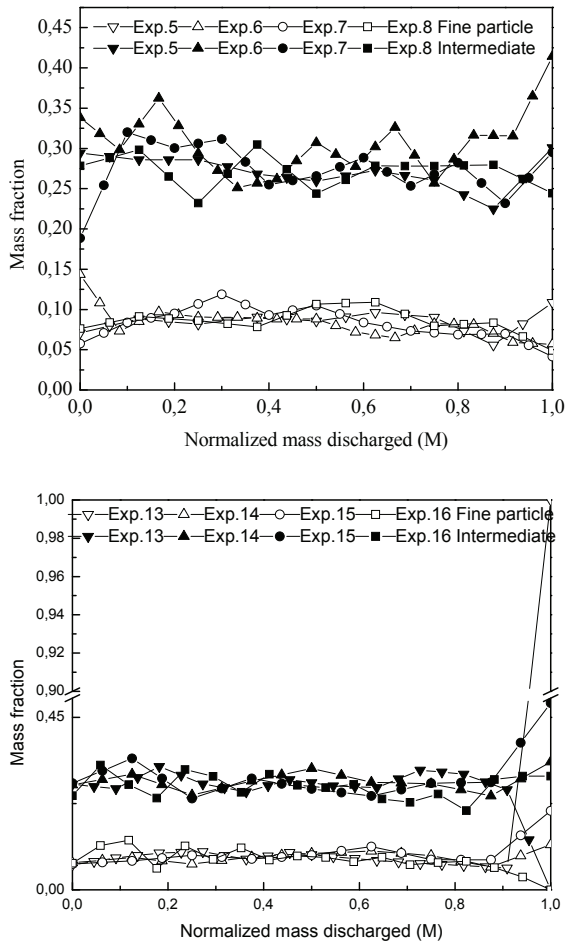 Exp.5 Exp.6 Exp.7 Exp.8 Fine particle
Exp.5 Exp.6 Exp.7 Exp.8 Intermediate
0,45
0,40
0,35
0,30
0,25
0,20
0,15
0,10
0,05
0,00
Mass fraction
0,0 0,2 0,4 0,6 0,8 1,0
Normalized mass discharged (M)
1,00
Exp.13 Exp.14 Exp.15 Exp.16 Fine particle
Exp.13 Exp.14 Exp.15 Exp.16 Intermediate
0,98
0,96
0,94
0,92
0,90
0,45
0,00
Mass fraction
0,0 0,2 0,4 0,6 0,8 1,0
Normalized mass discharged (M)